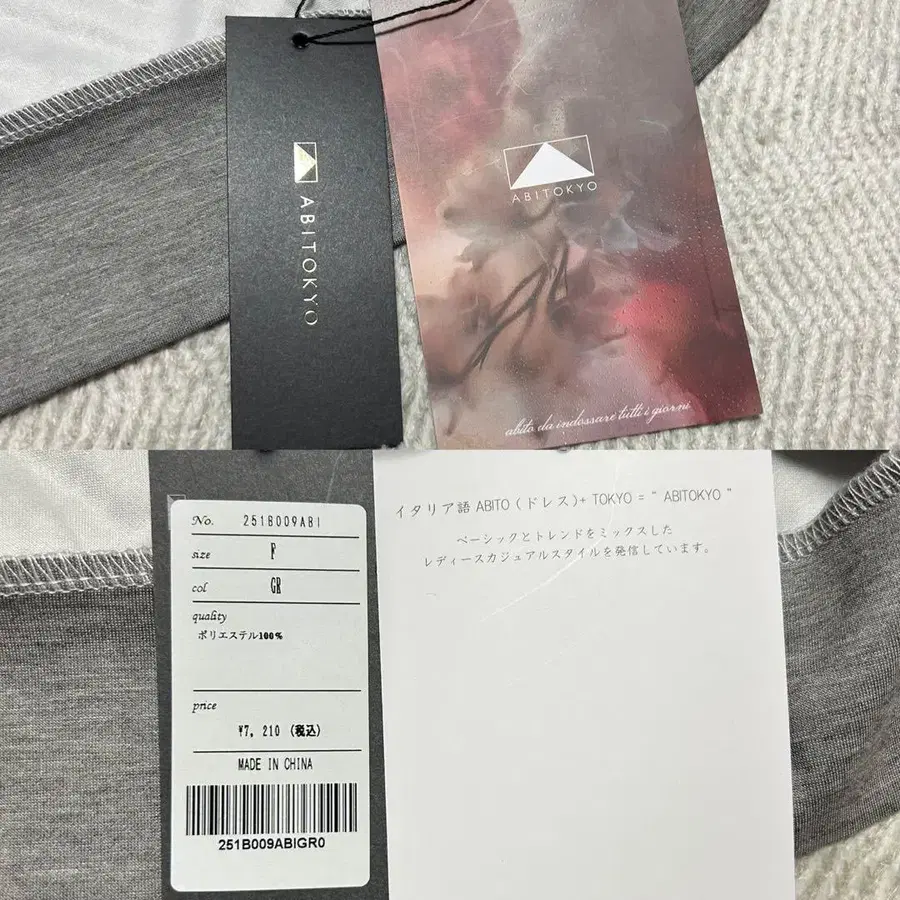 ABITOKYO
ABITOKYO
abito da indossare tutti i giorni
No. 251B009ABI
size F
col GR
quality
ポリエステル100%
price
¥7, 210 (税込)
MADE IN CHINA
251B009ABIGR0
イタリア語 ABITO (ドレス)+ TOKYO = " ABITOKYO "
ベーシックとトレンドをミックスした
レディースカジュアルスタイルを発信しています。